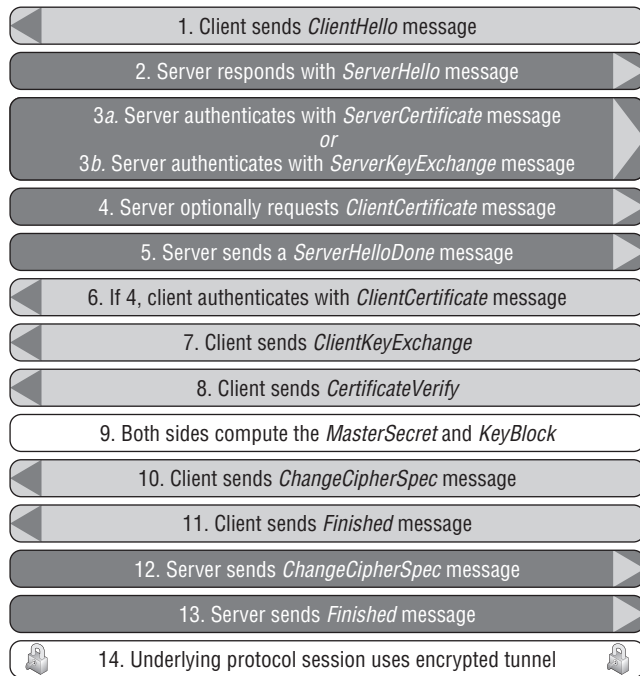 1. Client sends ClientHello message
2. Server responds with ServerHello message
3a. Server authenticates with ServerCertificate message
or
3b. Server authenticates with ServerKeyExchange message
4. Server optionally requests ClientCertificate message
5. Server sends a ServerHelloDone message
6. If 4, client authenticates with ClientCertificate message
7. Client sends ClientKeyExchange
8. Client sends CertificateVerify
9. Both sides compute the MasterSecret and KeyBlock
10. Client sends ChangeCipherSpec message
11. Client sends Finished message
12. Server sends ChangeCipherSpec message
13. Server sends Finished message
14. Underlying protocol session uses encrypted tunnel